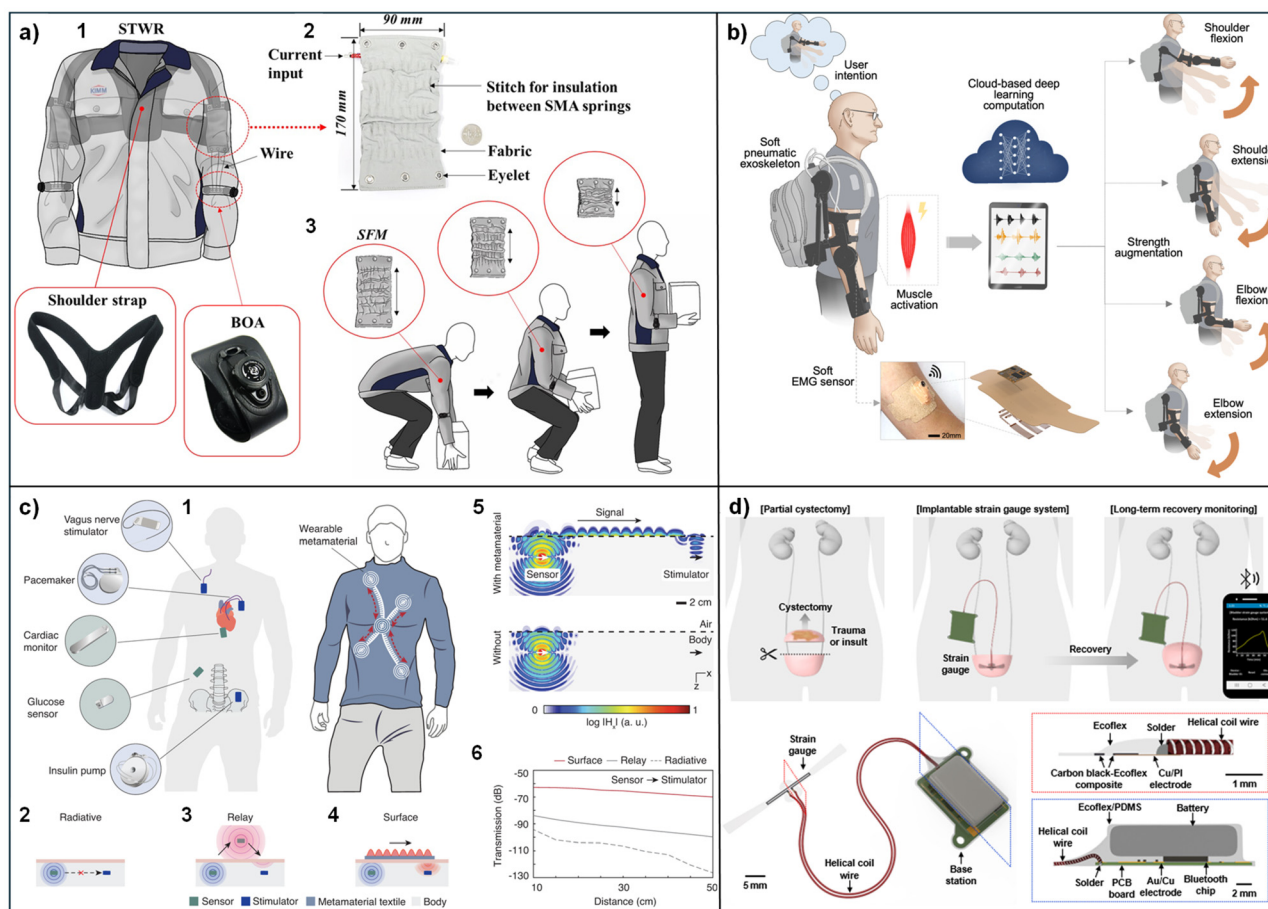 a)
1
STWR
KIMM
Wire
Shoulder strap
BOA
2
90 mm
170 mm
Current
input
Stitch for insulation
between SMA springs
Fabric
Eyelet
3
SFM
b)
User
intention
Soft
pneumatic
exoskeleton
Muscle
activation
Cloud-based deep
learning
computation
Strength
augmentation
Soft
EMG sensor
20mm
Shoulder
flexion
Shoulde
extensi
Elbow
flexion
Elbow
extension
c)
1
Vagus nerve
stimulator
Pacemaker
Cardiac
monitor
Glucose
sensor
Insulin pump
Wearable
metamaterial
2
Radiative
3
Relay
4
Surface
Sensor
Stimulator
Metamaterial textile
Body
5
With metamaterial
Signal
Sensor
Stimulator
2 cm
Without
Air
Body
x
z
0
1
log |Hx| (a. u.)
6
Surface
Relay
Radiative
Sensor → Stimulator
Transmission (dB)
-50
-70
-90
-110
-130
10
50
Distance (cm)
d)
[Partial cystectomy]
Cystectomy
Trauma
or insult
[Implantable strain gauge system]
Strain
gauge
Recovery
[Long-term recovery monitoring]
Strain
gauge
5 mm
Helical coil
wire
Base
station
Ecoflex
Solder
Helical coil wire
Carbon black-Ecoflex
composite
Cu/PI
electrode
1 mm
Ecoflex/PDMS
Battery
Helical coil
wire
Solder
PCB
board
Au/Cu
electrode
Bluetooth
chip
2 mm